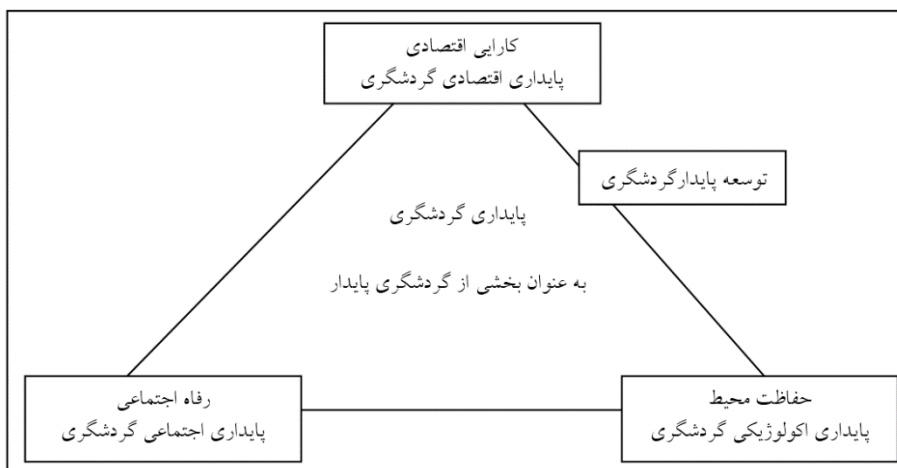 کارایی اقتصادی
پایداری اقتصادی گردشگری
توسعه پایدارگردشگری
پایداری گردشگری
به عنوان بخشی از گردشگری پایدار
حفاظت محیط
پایداری اکولوژیکی گردشگری
رفاه اجتماعی
پایداری اجتماعی گردشگری